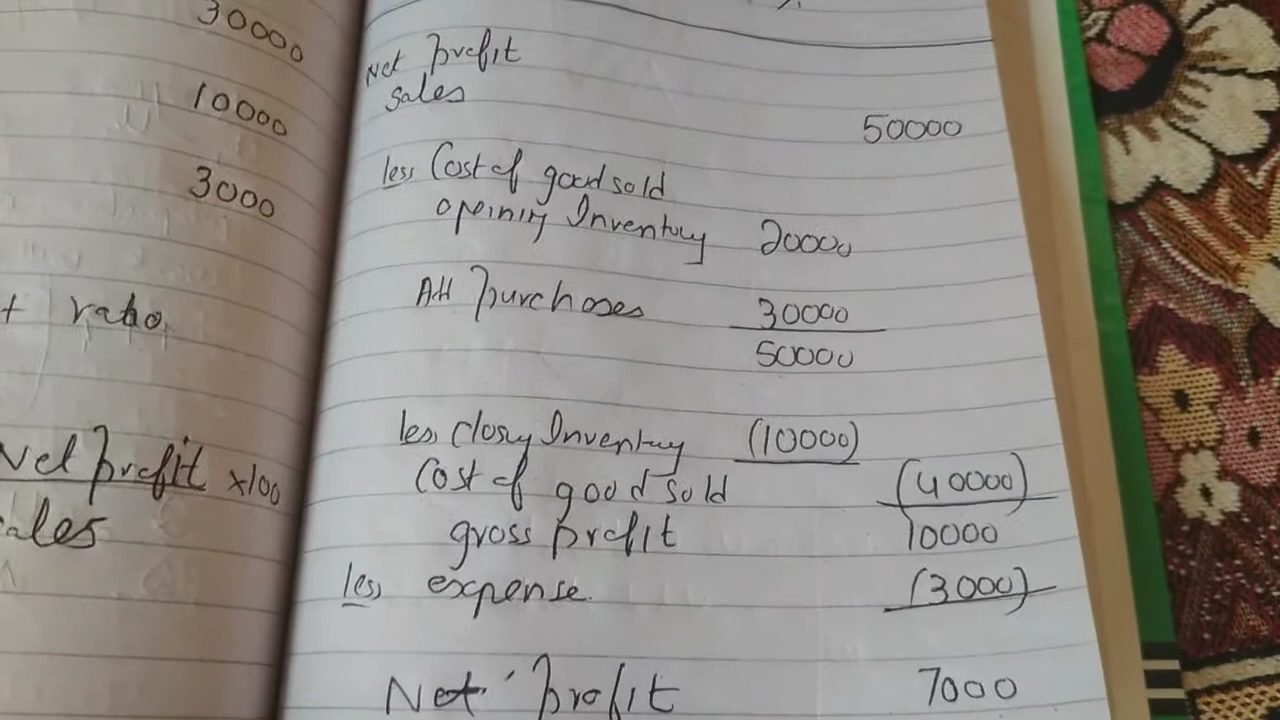 30000
10000
3000
ratio
Net profit ×100
ales
Net profit
sales
50000
less Cost of good sold
opening Inventory 20000
Add purchases 30000
50000
less closing Inventory (10000)
Cost of good sold (40000)
gross profit 10000
less expense (3000)
Net profit 7000